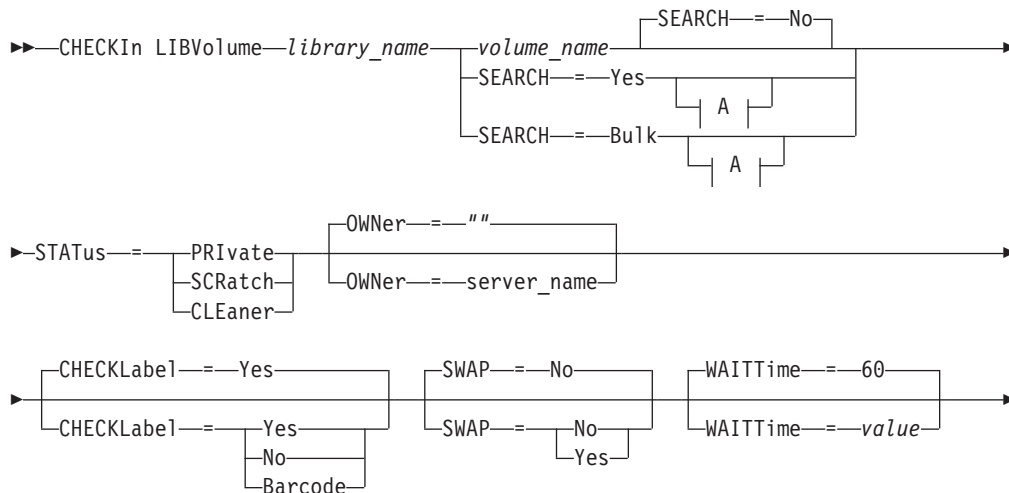 SEARCH=No
CHECKIn LIBVolume library_name volume_name
SEARCH=Yes
A
SEARCH=Bulk
A
OWNer=""
STATus=PRIvate
SCRatch
CLEaner
OWNer=server_name
CHECKLabel=Yes
SWAP=No
WAITTime=60
CHECKLabel=Yes
No
Barcode
SWAP=No
Yes
WAITTime=value